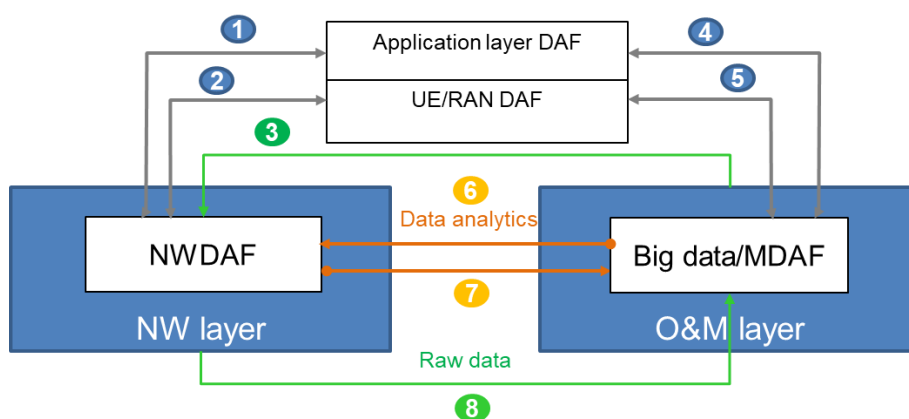 1
4
Application layer DAF
2
UE/RAN DAF
5
3
6
Data analytics
NWDAF
Big data/MDAF
7
NW layer
O&M layer
Raw data
8